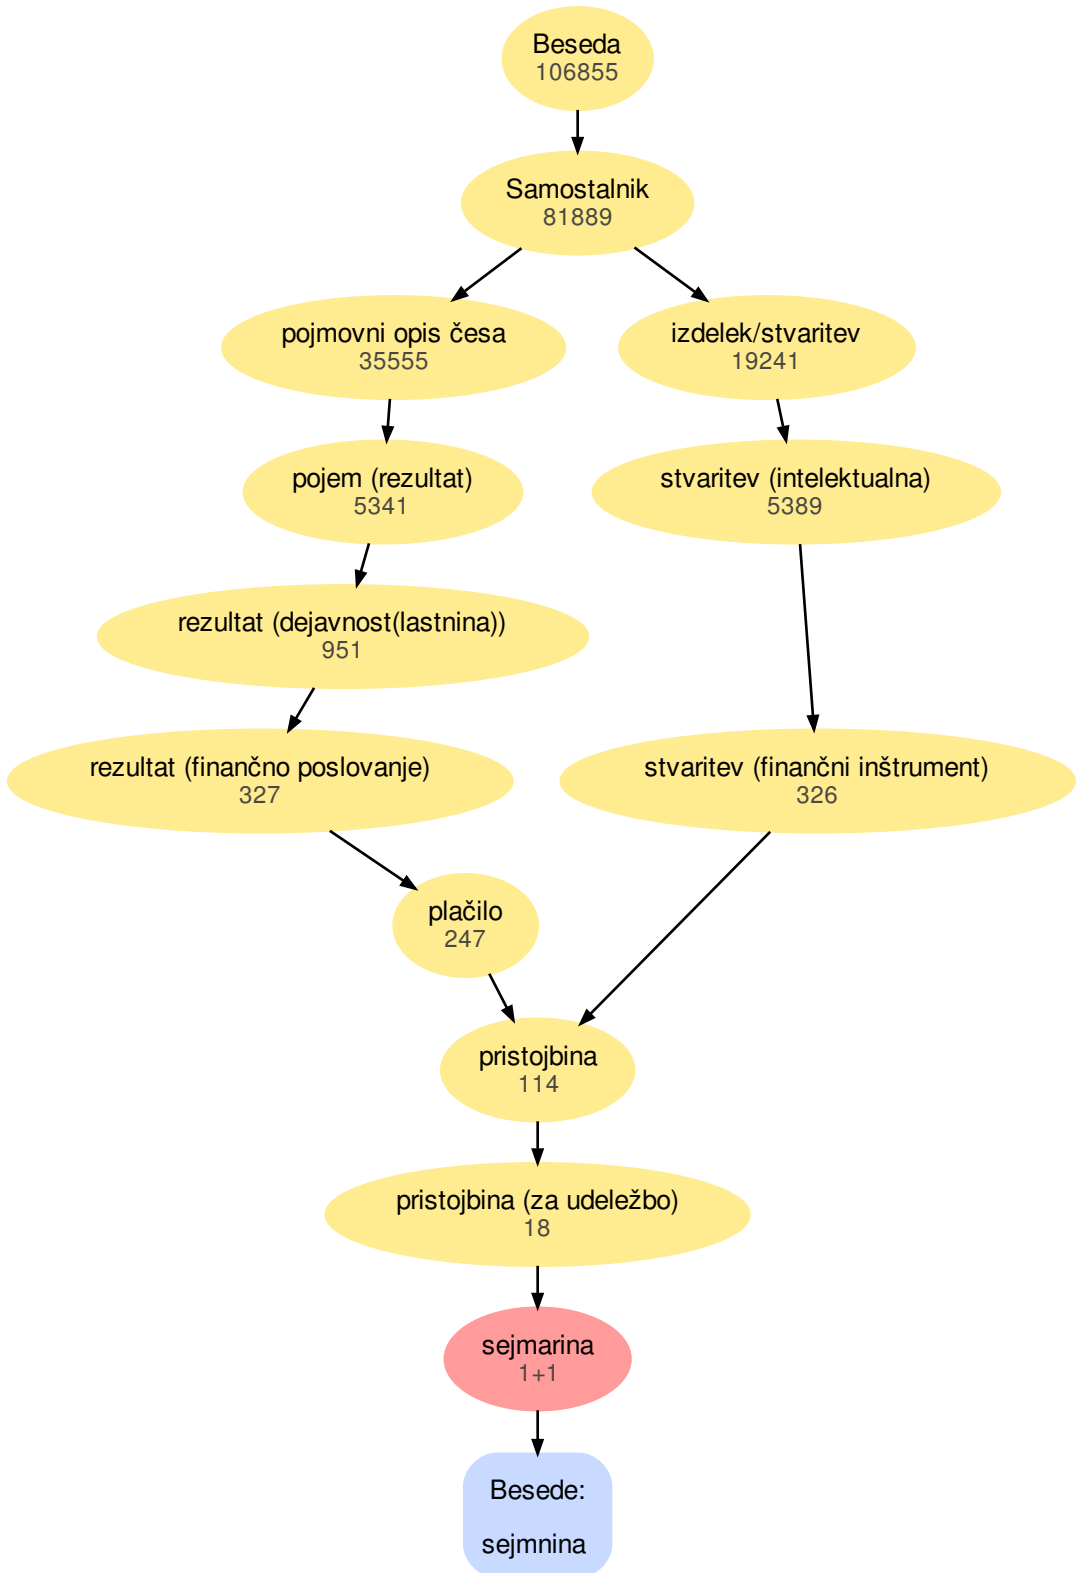 Beseda
106855
Samostalnik
81889
pojmovni opis česa
35555
izdelek/stvaritev
19241
pojem (rezultat)
5341
stvaritev (intelektualna)
5389
rezultat (dejavnost(lastnina))
951
rezultat (finančno poslovanje)
327
stvaritev (finančni inštrument)
326
plačilo
247
pristojbina
114
pristojbina (za udeležbo)
18
sejmarina
1+1
Besede:
sejmnina